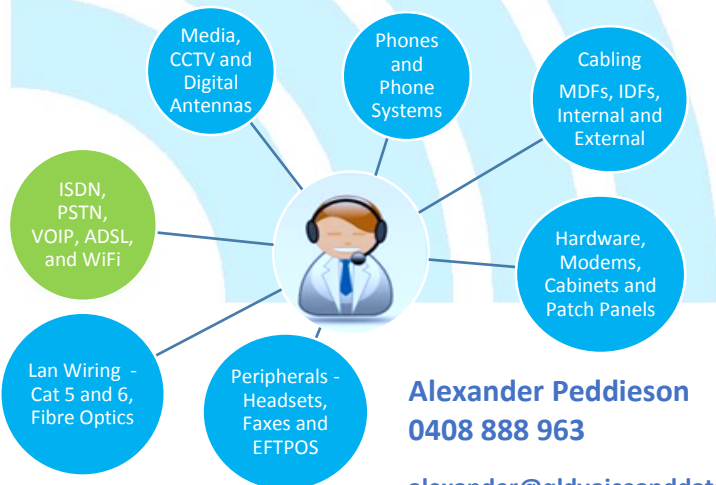 Media,
CCTV and
Digital
Antennas
Phones
and
Phone
Systems
Cabling
MDFs, IDFs,
Internal and
External
ISDN,
PSTN,
VOIP, ADSL,
and WiFi
Hardware,
Modems,
Cabinets and
Patch Panels
Lan Wiring -
Cat 5 and 6,
Fibre Optics
Peripherals -
Headsets,
Faxes and
EFTPOS
Alexander Peddieson
0408 888 963